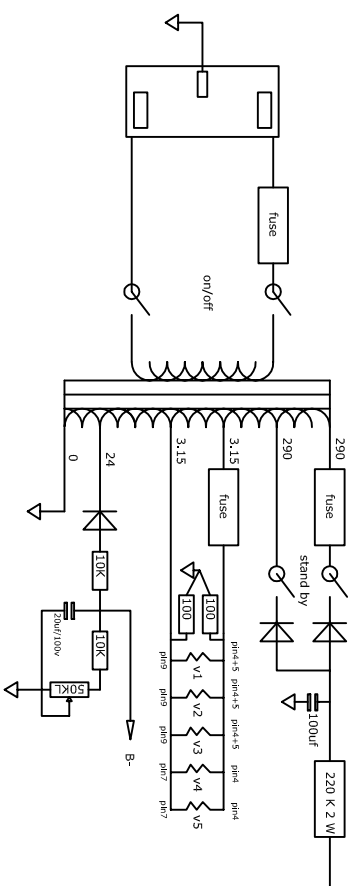 fuse
on/off
290
290
3.15
3.15
24
0
fuse
fuse
stand by
100uf
220 K 2 W
100
100
pin4+5
pin4+5
pin4+5
pin4
pin4
v1
v2
v3
v4
v5
pin9
pin9
pin9
pin7
pin7
10K
10K
20uf/100v
50KL
B-